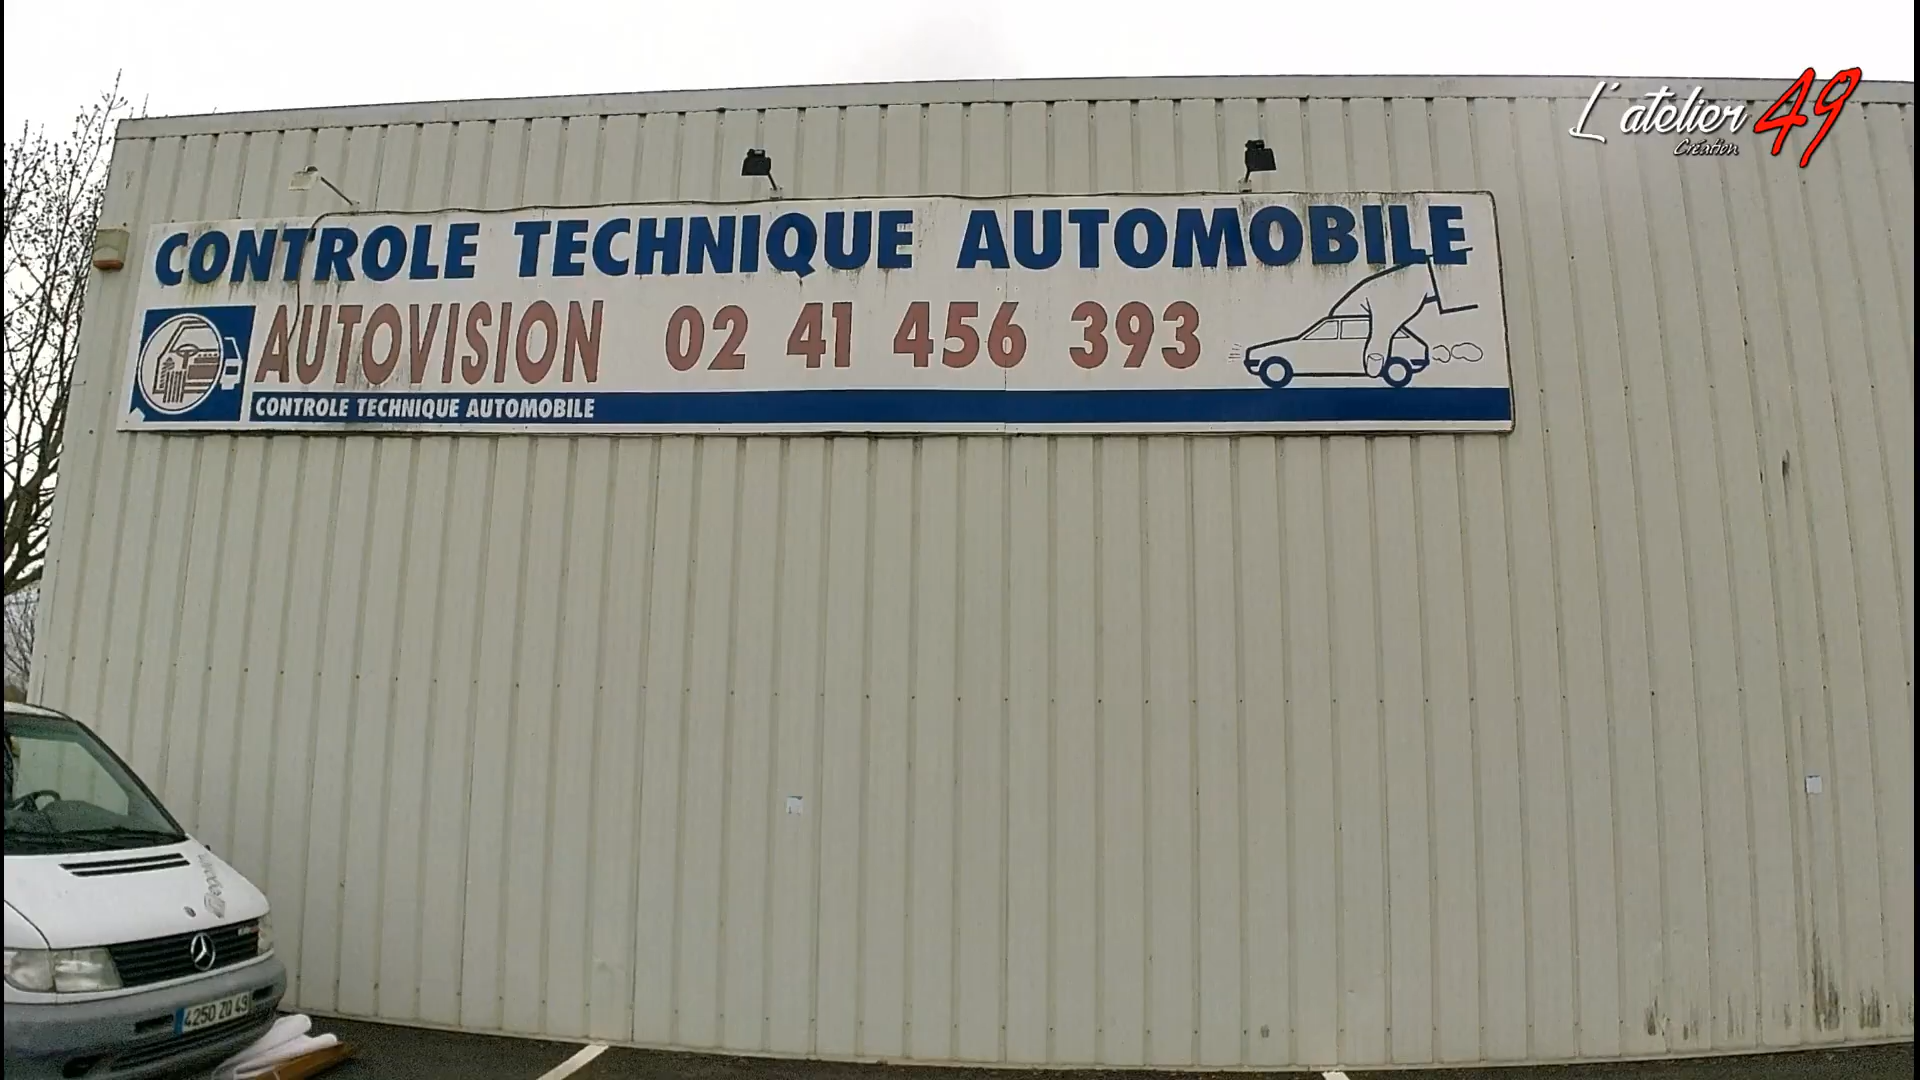 L'atelier 49
Création
CONTROLE TECHNIQUE AUTOMOBILE
AUTOVISION 02 41 456 393
CONTROLE TECHNIQUE AUTOMOBILE
4250 ZQ 49